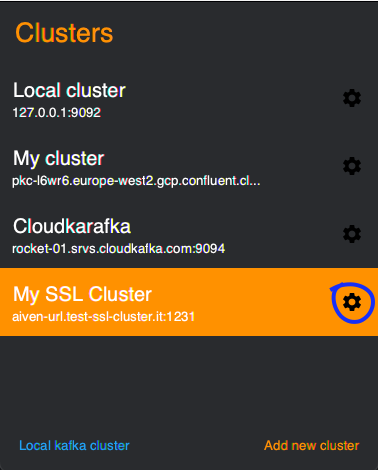 Clusters
Local cluster
127.0.0.1:9092
My cluster
pkc-l6wr6.europe-west2.gcp.confluent.cl...
Cloudkarafka
rocket-01.srvs.cloudkafka.com:9094
My SSL Cluster
aiven-url.test-ssl-cluster.it:1231
Local kafka cluster
Add new cluster